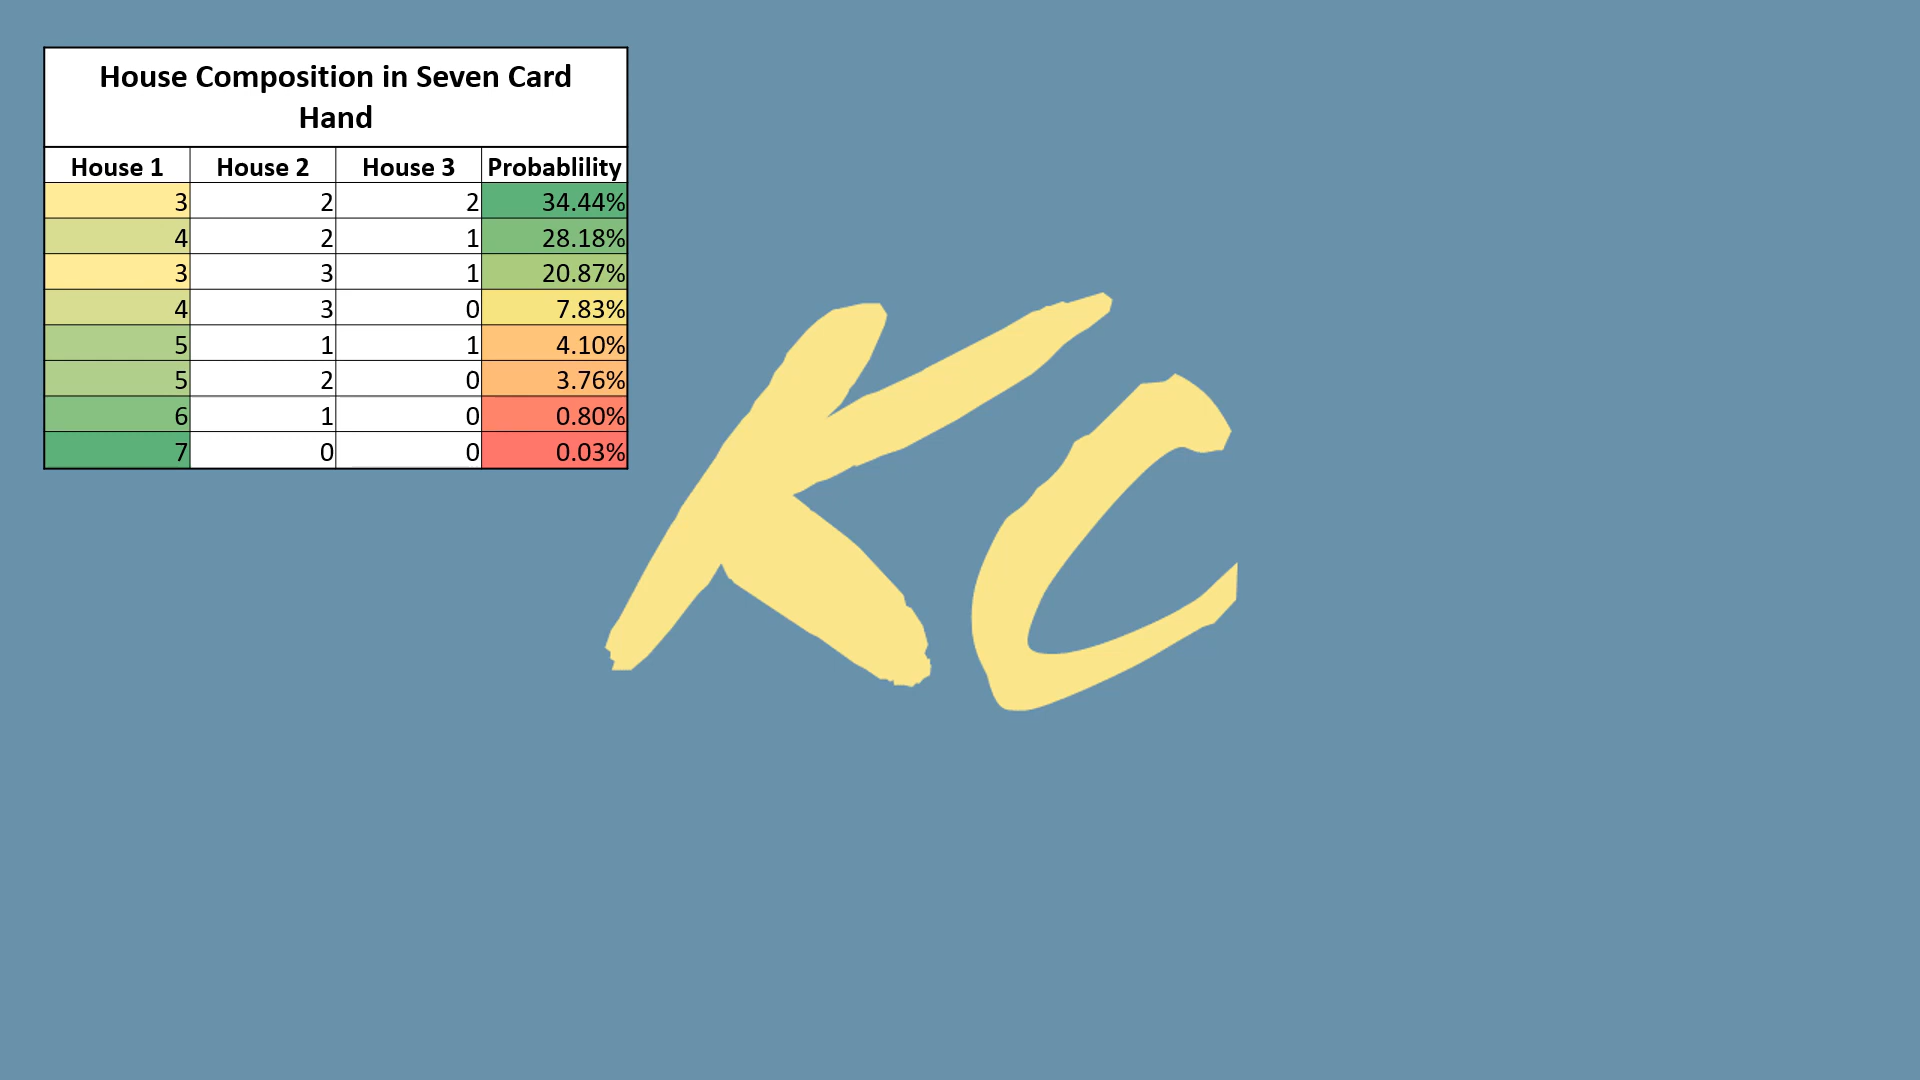 House Composition in Seven Card
Hand
House 1 House 2 House 3 Probablility
3 2 2 34.44%
4 2 1 28.18%
3 3 1 20.87%
4 3 0 7.83%
5 1 1 4.10%
5 2 0 3.76%
6 1 0 0.80%
7 0 0 0.03%
KC